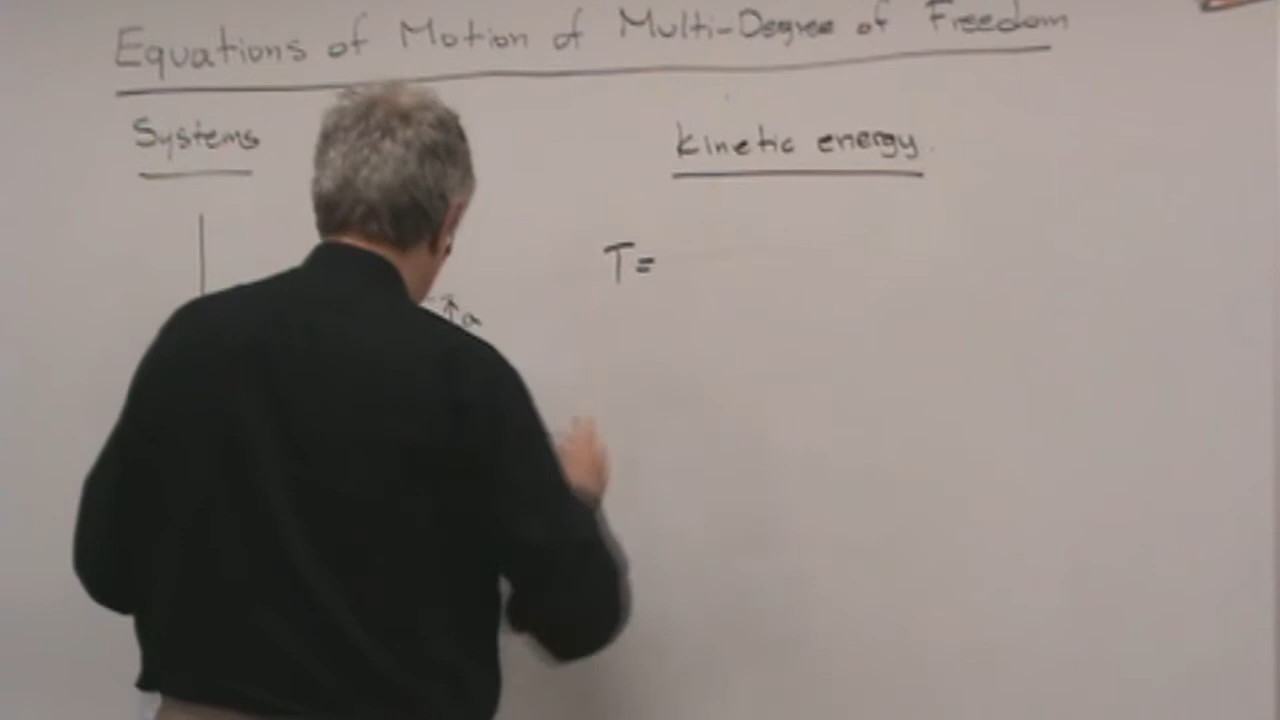 Equations of Motion of Multi-Degree of Freedom
Systems
Kinetic energy
T=